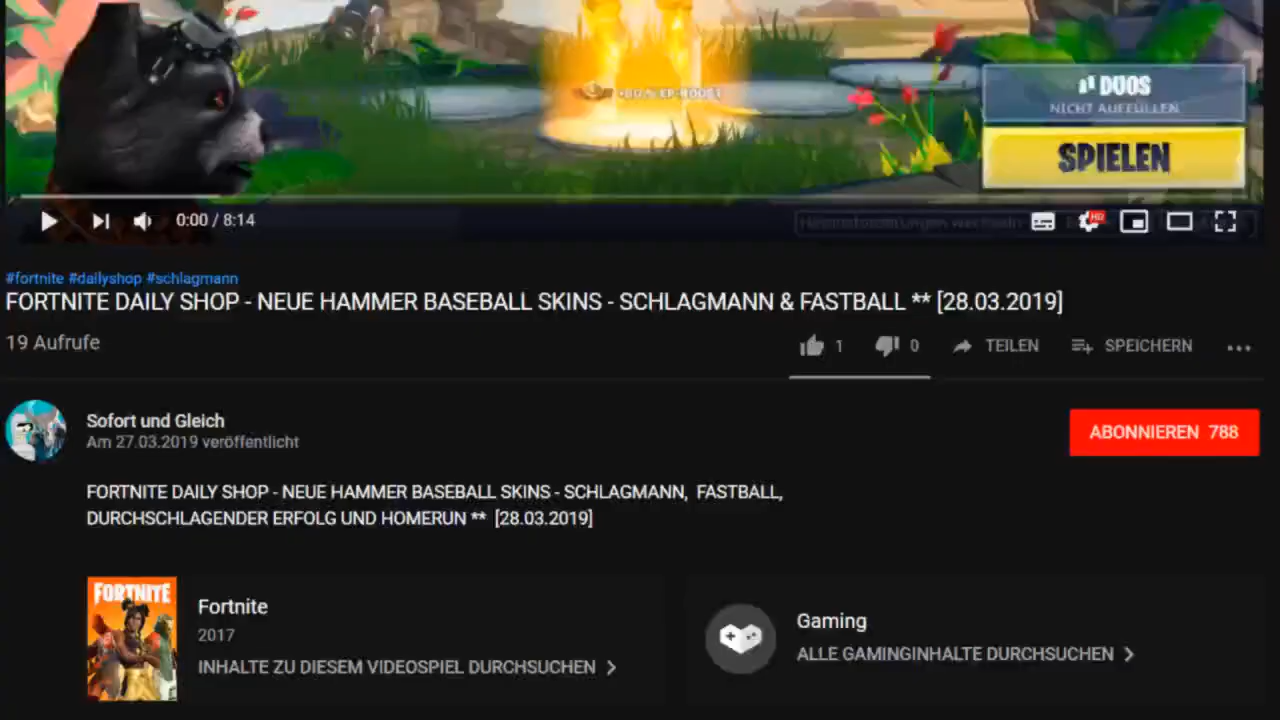 DUOS
NICHT AUFFÜLLEN
SPIELEN
0:00 / 8:14
HD
#fortnite #dailyshop #schlagmann
FORTNITE DAILY SHOP - NEUE HAMMER BASEBALL SKINS - SCHLAGMANN & FASTBALL ** [28.03.2019]
19 Aufrufe
1 0 TEILEN SPEICHERN
Sofort und Gleich
Am 27.03.2019 veröffentlicht
ABONNIEREN 788
FORTNITE DAILY SHOP - NEUE HAMMER BASEBALL SKINS - SCHLAGMANN, FASTBALL,
DURCHSCHLAGENDER ERFOLG UND HOMERUN ** [28.03.2019]
FORTNITE
Fortnite
2017
INHALTE ZU DIESEM VIDEOSPIEL DURCHSUCHEN
Gaming
ALLE GAMINGINHALTE DURCHSUCHEN